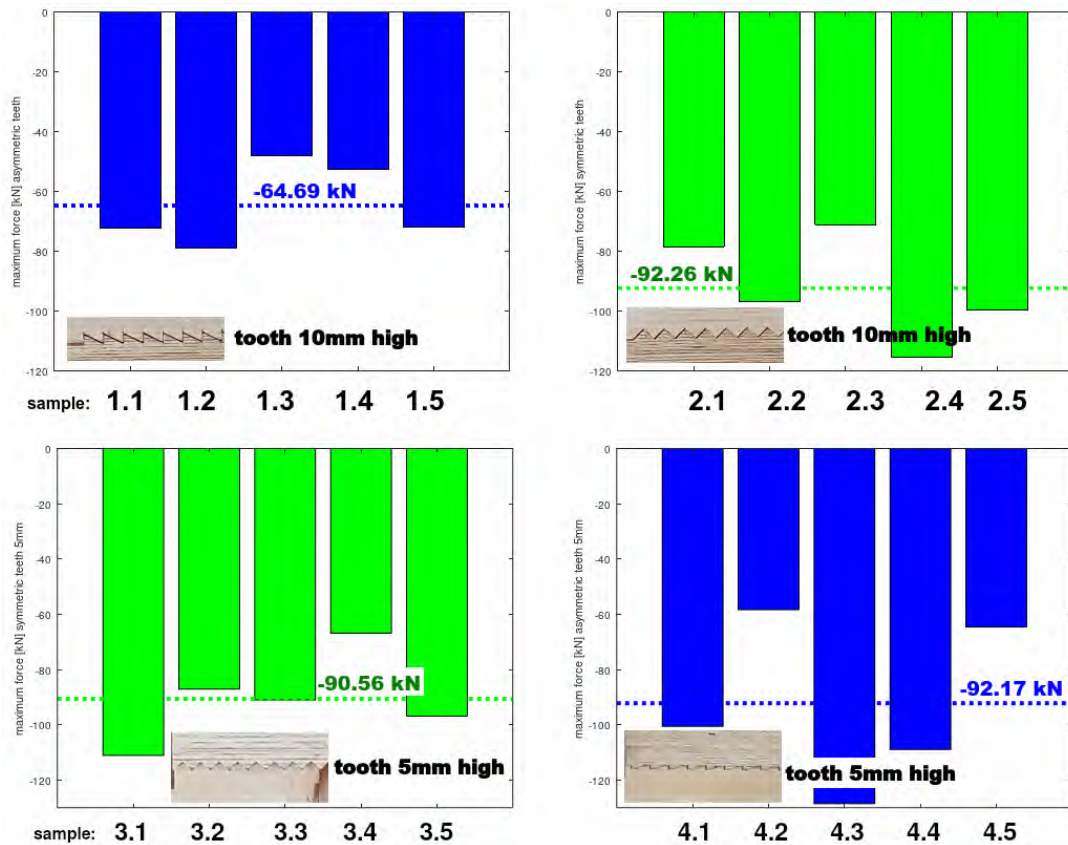 0
-20
-40
-60
-80
-100
-120
maximum force [kN] asymmetric teeth
-64.69 kN
tooth 10mm high
sample: 1.1 1.2 1.3 1.4 1.5
0
-20
-40
-60
-80
-100
-120
maximum force [kN] symmetric teeth
-92.26 kN
tooth 10mm high
2.1 2.2 2.3 2.4 2.5
0
-20
-40
-60
-80
-100
-120
maximum force [kN] symmetric teeth 5mm
-90.56 kN
tooth 5mm high
sample: 3.1 3.2 3.3 3.4 3.5
0
-20
-40
-60
-80
-100
-120
maximum force [kN] asymmetric teeth 5mm
-92.17 kN
tooth 5mm high
4.1 4.2 4.3 4.4 4.5